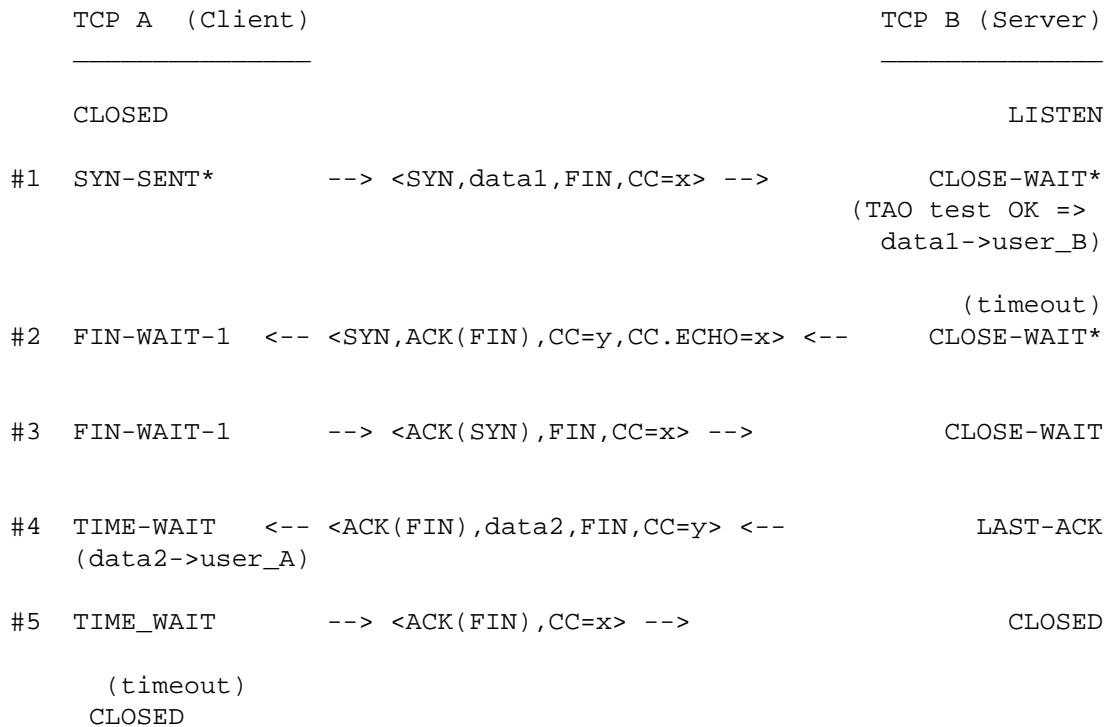 TCP A  (Client)                                    TCP B (Server)
_______________                                    ______________
CLOSED                                                     LISTEN
#1  SYN-SENT*       --> <SYN,data1,FIN,CC=x> -->          CLOSE-WAIT*
(TAO test OK =>
data1->user_B)
(timeout)
#2  FIN-WAIT-1  <-- <SYN,ACK(FIN),CC=y,CC.ECHO=x> <--     CLOSE-WAIT*
#3  FIN-WAIT-1      --> <ACK(SYN),FIN,CC=x> -->            CLOSE-WAIT
#4  TIME-WAIT   <-- <ACK(FIN),data2,FIN,CC=y> <--            LAST-ACK
(data2->user_A)
#5  TIME_WAIT       --> <ACK(FIN),CC=x> -->                    CLOSED
(timeout)
CLOSED